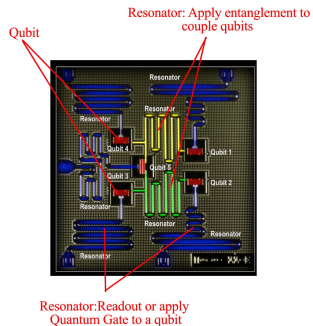 Resonator: Apply entanglement to
couple qubits
Qubit
Resonator
Resonator
Resonator
Resonator
Qubit 4
Qubit 1
Qubit 5
Qubit 3
Qubit 2
Resonator
Resonator
Resonator
Resonator
Resonator:Readout or apply
Quantum Gate to a qubit